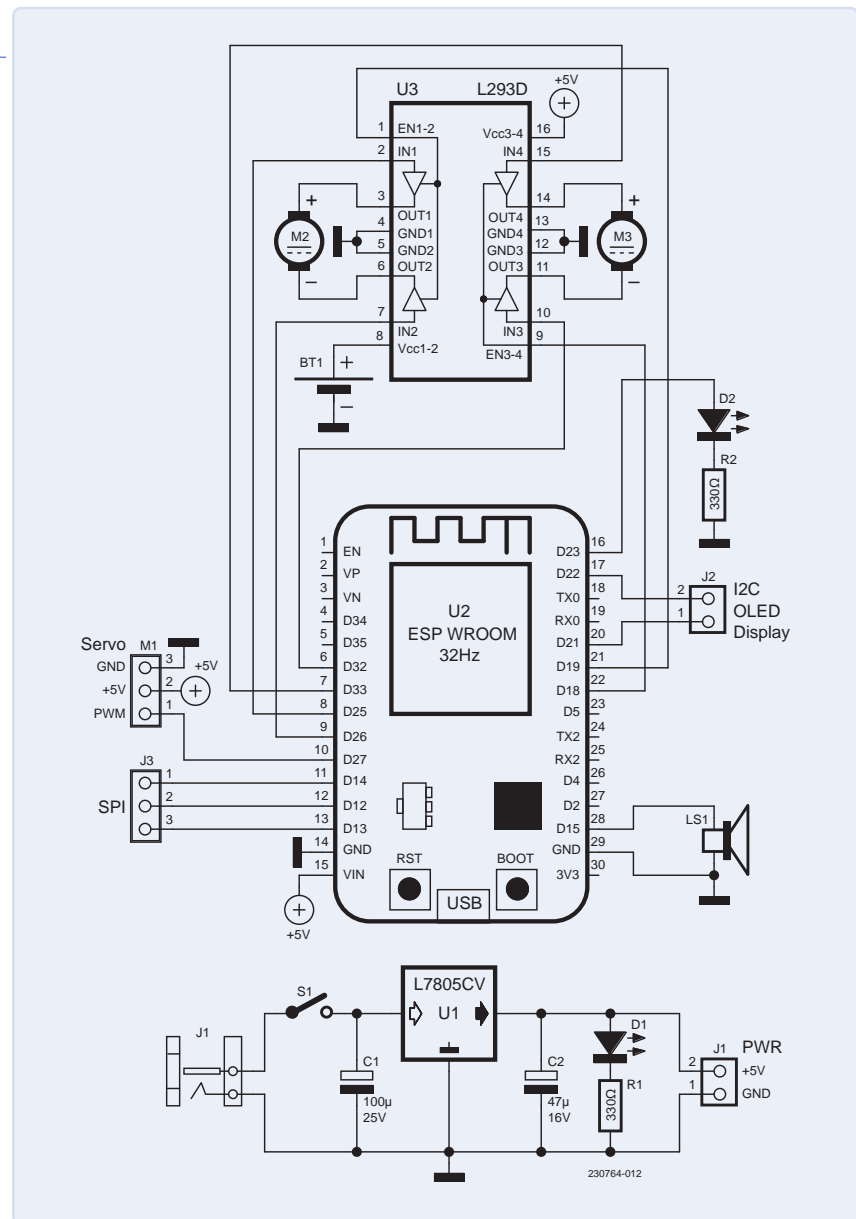 +5V
U3 L293D
1 EN1-2 Vcc3-4 16
2 IN1 IN4 15
3 14
+ +
OUT1 OUT4
M2 4 GND1 GND4 13 M3
5 GND2 GND3 12
6 OUT2 OUT3 11
– –
7 10
IN2 IN3
8 Vcc1-2 EN3-4 9
BT1 +
–
D2
R2
330Ω
1 EN D23 16
2 VP D22 17
3 VN TX0 18
4 D34 RX0 19
5 D35 D21 20
6 D32 D19 21
7 D33 D18 22
8 D25 D5 23
9 D26 TX2 24
10 D27 RX2 25
11 D14 D4 26
12 D12 D2 27
13 D13 D15 28
14 GND GND 29
15 VIN 3V3 30
U2
ESP WROOM
32Hz
J2
2 I2C
1 OLED
Display
Servo M1
GND 3 +5V
+5V 2
PWM 1
J3
1
SPI 2
3
LS1
RST BOOT
USB
+5V
L7805CV
U1
S1
J1
C1
100µ
25V
C2
47µ
16V
D1
R1
330Ω
J1 PWR
2 +5V
1 GND
230764-012